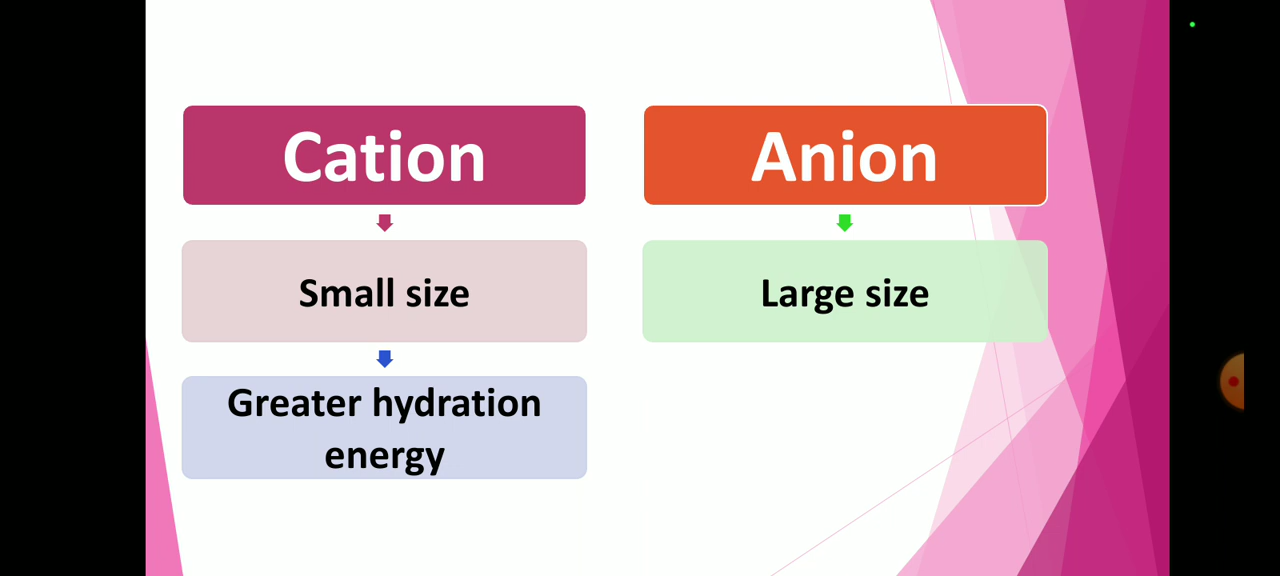 Cation
Anion
Small size
Large size
Greater hydration
energy